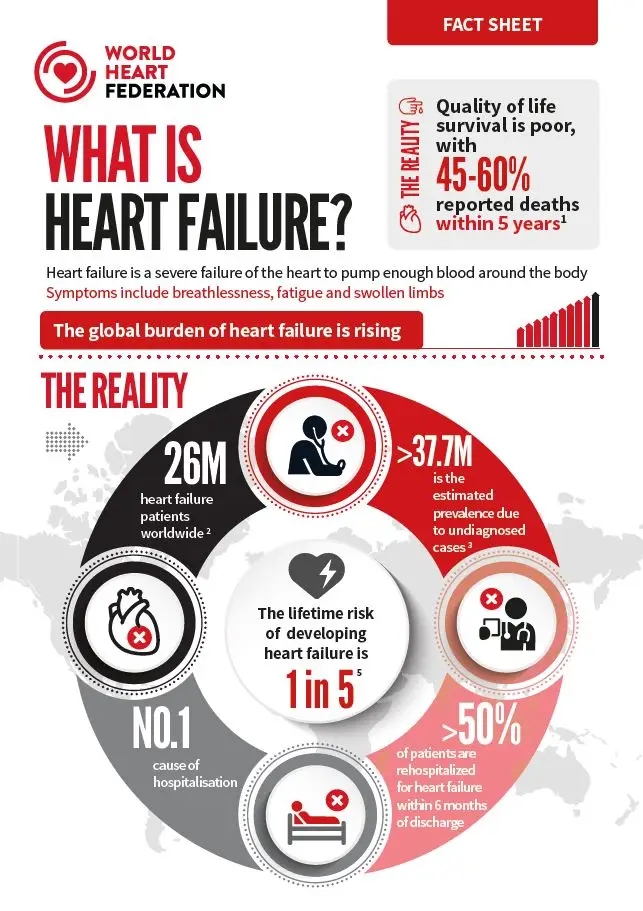 FACT SHEET
WORLD
HEART
FEDERATION
WHAT IS
HEART FAILURE?
THE REALITY
Quality of life
survival is poor,
with
45-60%
reported deaths
within 5 years¹
Heart failure is a severe failure of the heart to pump enough blood around the body
Symptoms include breathlessness, fatigue and swollen limbs
The global burden of heart failure is rising
THE REALITY
26M
heart failure
patients
worldwide ²
>37.7M
is the
estimated
prevalence due
to undiagnosed
cases ³
The lifetime risk
of developing
heart failure is
1 in 5 ⁵
NO.1
cause of
hospitalisation
>50%
of patients are
rehospitalized
for heart failure
within 6 months
of discharge